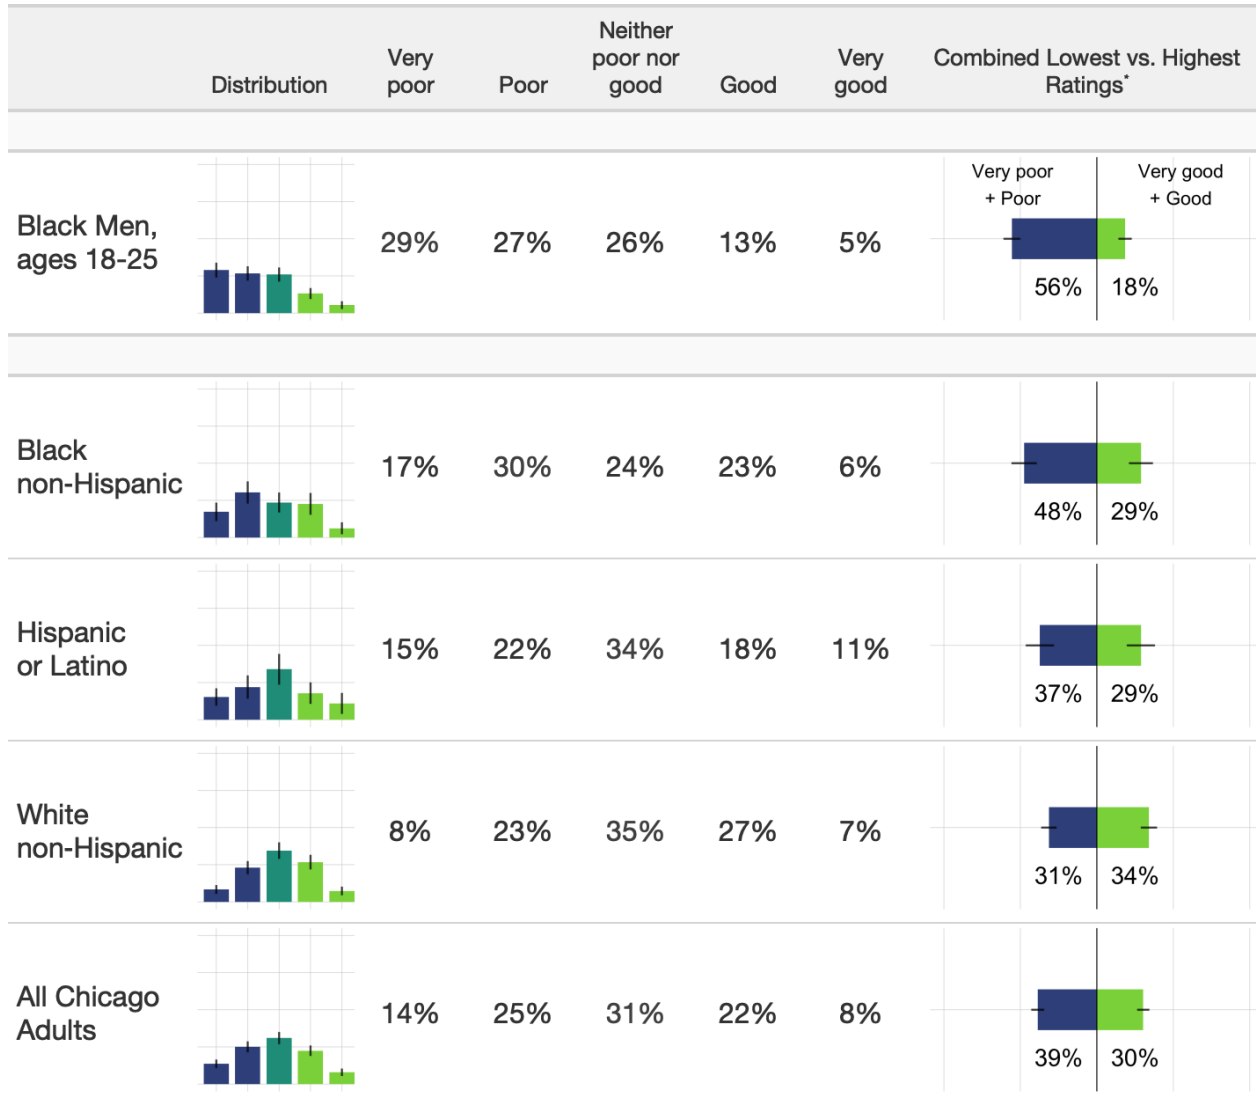 Distribution
Very
poor
Poor
Neither
poor nor
good
Good
Very
good
Combined Lowest vs. Highest
Ratings*
Black Men,
ages 18-25
29% 27% 26% 13% 5%
Very poor
+ Poor
Very good
+ Good
56% 18%
Black
non-Hispanic
17% 30% 24% 23% 6%
48% 29%
Hispanic
or Latino
15% 22% 34% 18% 11%
37% 29%
White
non-Hispanic
8% 23% 35% 27% 7%
31% 34%
All Chicago
Adults
14% 25% 31% 22% 8%
39% 30%